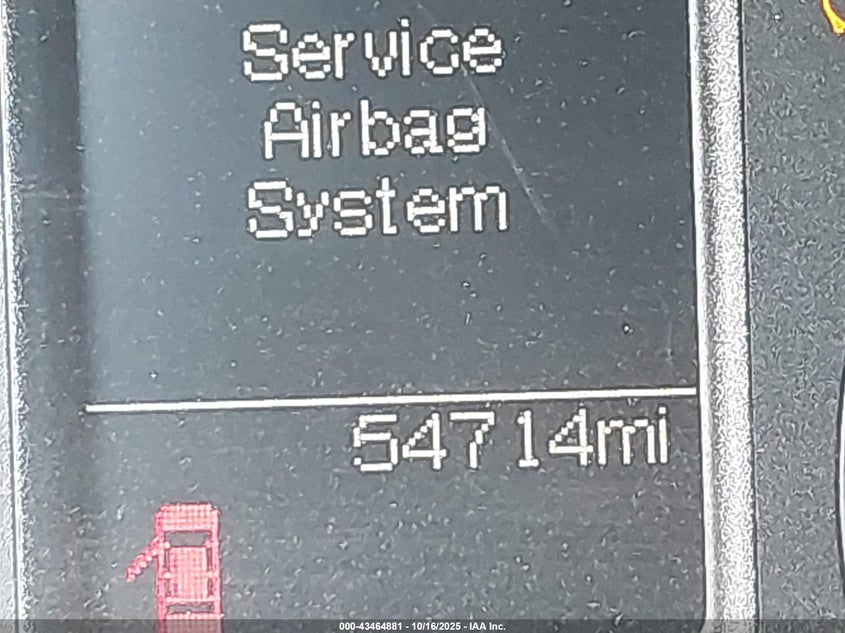 Service
Airbag
System
54714mi
000-43464881 - 10/16/2025 - IAA Inc.